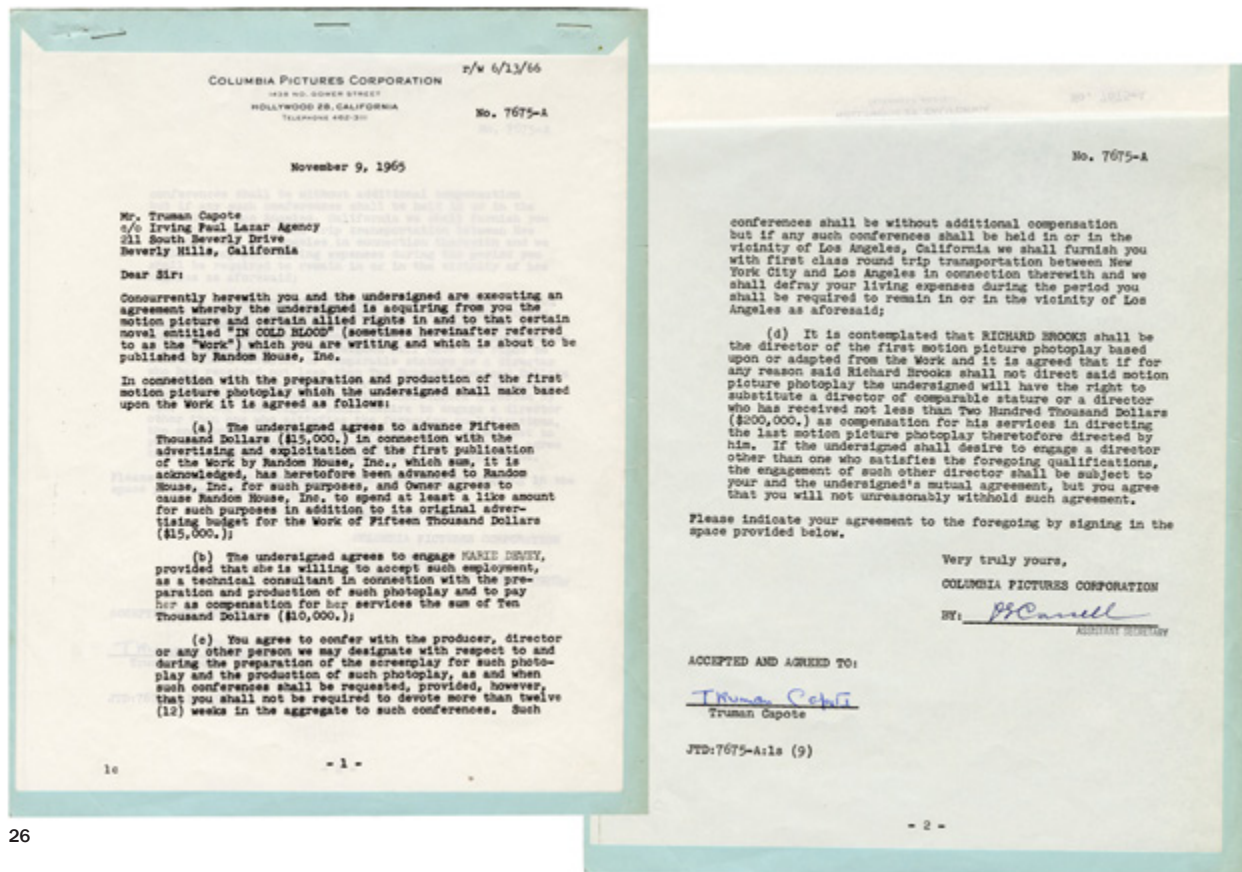 r/w 6/13/66
COLUMBIA PICTURES CORPORATION
1438 NO. GOWER STREET
HOLLYWOOD 28, CALIFORNIA
TELEPHONE 462-3111
No. 7675-A
November 9, 1965
Mr. Truman Capote
c/o Irving Paul Lazar Agency
211 South Beverly Drive
Beverly Hills, California
Dear Sir:
Concurrently herewith you and the undersigned are executing an
agreement whereby the undersigned is acquiring from you the
motion picture and certain allied rights in and to that certain
novel entitled "IN COLD BLOOD" (sometimes hereinafter referred
to as the "Work") which you are writing and which is about to be
published by Random House, Inc.
In connection with the preparation and production of the first
motion picture photoplay which the undersigned shall make based
upon the Work it is agreed as follows:
(a) The undersigned agrees to advance Fifteen
Thousand Dollars ($15,000.) in connection with the
advertising and exploitation of the first publication
of the Work by Random House, Inc., which sum, it is
acknowledged, has heretofore been advanced to Random
House, Inc. for such purposes, and Owner agrees to
cause Random House, Inc. to spend at least a like amount
for such purposes in addition to its original adver-
tising budget for the Work of Fifteen Thousand Dollars
($15,000.);
(b) The undersigned agrees to engage MARIE DEWEY,
provided that she is willing to accept such employment,
as a technical consultant in connection with the pre-
paration and production of such photoplay and to pay
her as compensation for her services the sum of Ten
Thousand Dollars ($10,000.);
(c) You agree to confer with the producer, director
or any other person we may designate with respect to and
during the preparation of the screenplay for such photo-
play and the production of such photoplay, as and when
such conferences shall be requested, provided, however,
that you shall not be required to devote more than twelve
(12) weeks in the aggregate to such conferences. Such
- 1 -
26
No. 7675-A
conferences shall be without additional compensation
but if any such conferences shall be held in or in the
vicinity of Los Angeles, California we shall furnish you
with first class round trip transportation between New
York City and Los Angeles in connection therewith and we
shall defray your living expenses during the period you
shall be required to remain in or in the vicinity of Los
Angeles as aforesaid;
(d) It is contemplated that RICHARD BROOKS shall be
the director of the first motion picture photoplay based
upon or adapted from the Work and it is agreed that if for
any reason said Richard Brooks shall not direct said motion
picture photoplay the undersigned will have the right to
substitute a director of comparable stature or a director
who has received not less than Two Hundred Thousand Dollars
($200,000.) as compensation for his services in directing
the last motion picture photoplay theretofore directed by
him. If the undersigned shall desire to engage a director
other than one who satisfies the foregoing qualifications,
the engagement of such other director shall be subject to
your and the undersigned's mutual agreement, but you agree
that you will not unreasonably withhold such agreement.
Please indicate your agreement to the foregoing by signing in the
space provided below.
Very truly yours,
COLUMBIA PICTURES CORPORATION
BY:
ASSISTANT SECRETARY
ACCEPTED AND AGREED TO:
Truman Capote
Truman Capote
JTD:7675-A:ls (9)
- 2 -